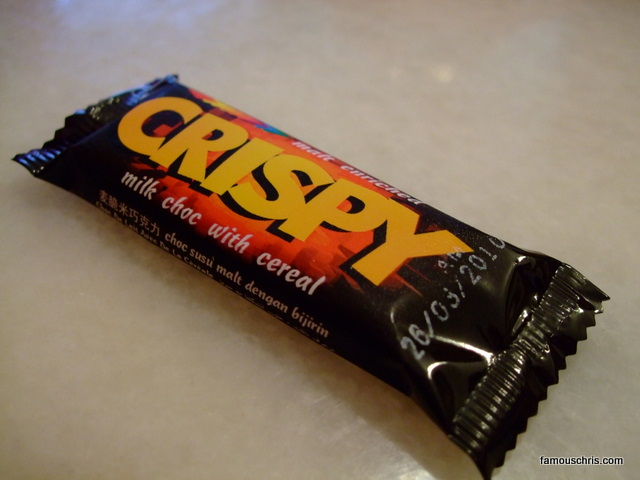 malt enriched
CRISPY
milk choc with cereal
麦脆米巧克力 choc susu malt dengan bijirin
26/03/2010
famouschris.com